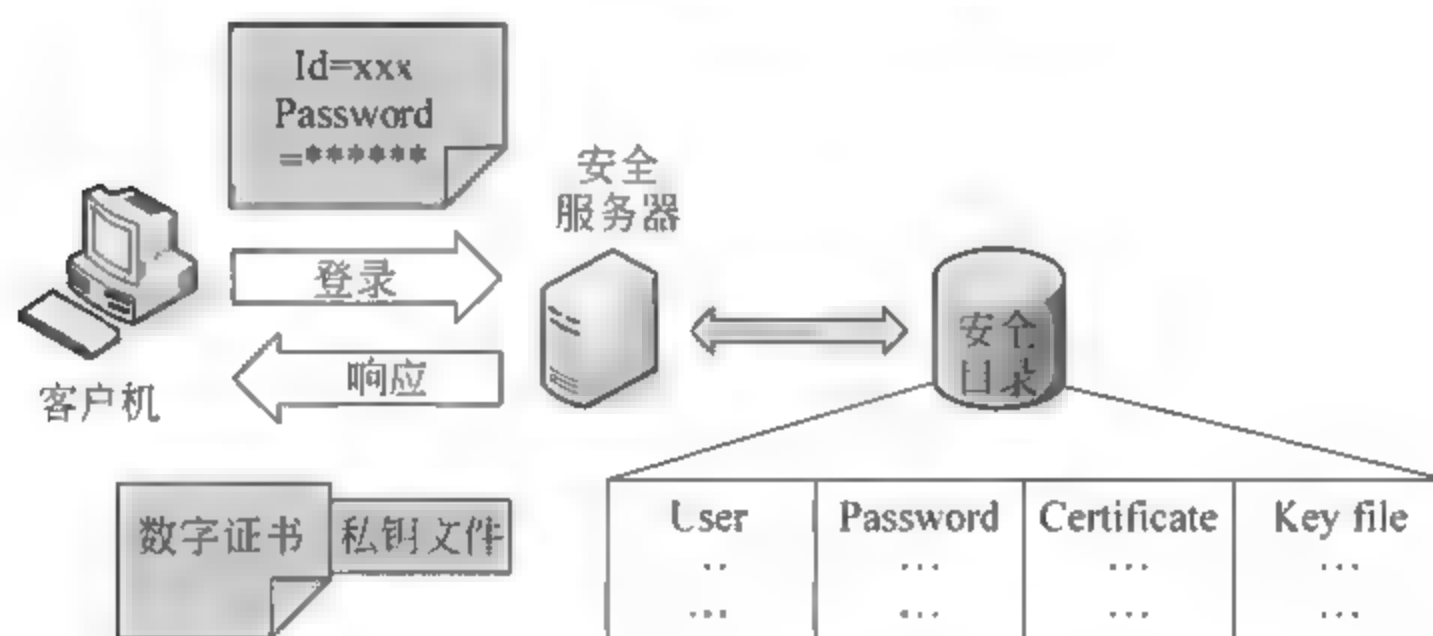 Id=xxx
Password
=******
安全
服务器
登录
响应
客户机
安全
目录
数字证书
私钥文件
User
Password
Certificate
Key file
..
...
...
...
...
...
...
...